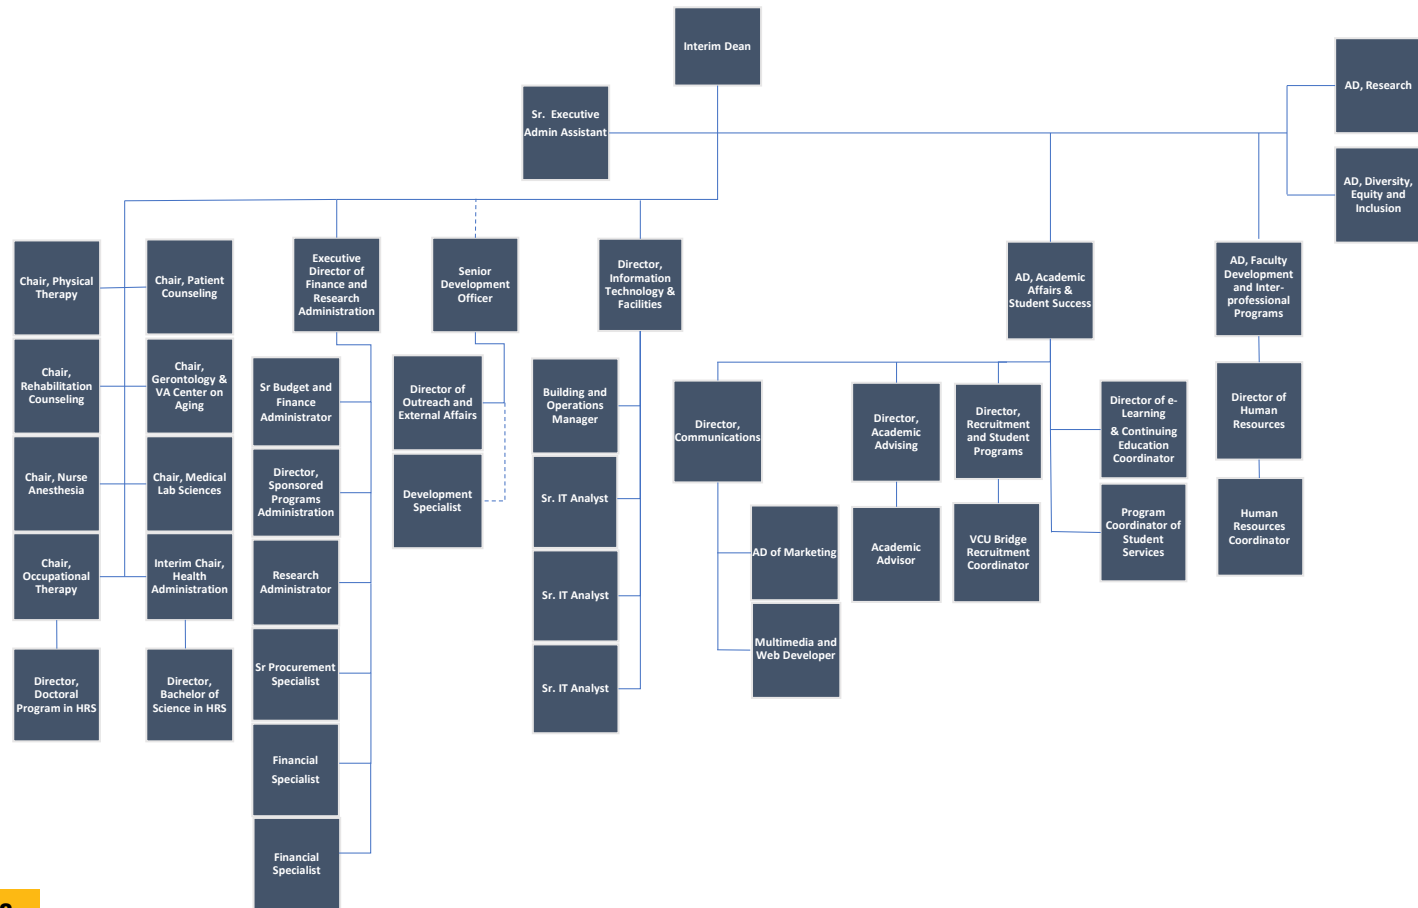 Interim Dean
Sr. Executive
Admin Assistant
AD, Research
AD, Diversity,
Equity and
Inclusion
Chair, Physical
Therapy
Chair, Patient
Counseling
Executive
Director of
Finance and
Research
Administration
Senior
Development
Officer
Director,
Information
Technology &
Facilities
AD, Academic
Affairs &
Student Success
AD, Faculty
Development
and Inter-
professional
Programs
Chair,
Rehabilitation
Counseling
Chair,
Gerontology &
VA Center on
Aging
Sr Budget and
Finance
Administrator
Director of
Outreach and
External Affairs
Building and
Operations
Manager
Director,
Communications
Director,
Academic
Advising
Director,
Recruitment
and Student
Programs
Director of e-
Learning
& Continuing
Education
Coordinator
Director of
Human
Resources
Chair, Nurse
Anesthesia
Chair, Medical
Lab Sciences
Director,
Sponsored
Programs
Administration
Development
Specialist
Sr. IT Analyst
AD of Marketing
Academic
Advisor
VCU Bridge
Recruitment
Coordinator
Program
Coordinator of
Student
Services
Human
Resources
Coordinator
Chair,
Occupational
Therapy
Interim Chair,
Health
Administration
Research
Administrator
Sr. IT Analyst
Multimedia and
Web Developer
Director,
Doctoral
Program in HRS
Director,
Bachelor of
Science in HRS
Sr Procurement
Specialist
Sr. IT Analyst
Financial
Specialist
Financial
Specialist